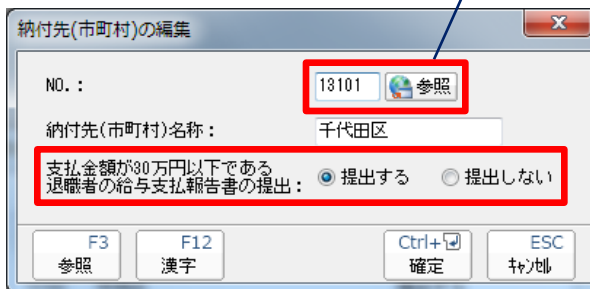 納付先(市町村)の編集
NO.：
13101
参照
納付先(市町村)名称：
千代田区
支払金額が30万円以下である
退職者の給与支払報告書の提出：
提出する
提出しない
F3
参照
F12
漢字
Ctrl+
確定
ESC
ｷｬﾝｾﾙ